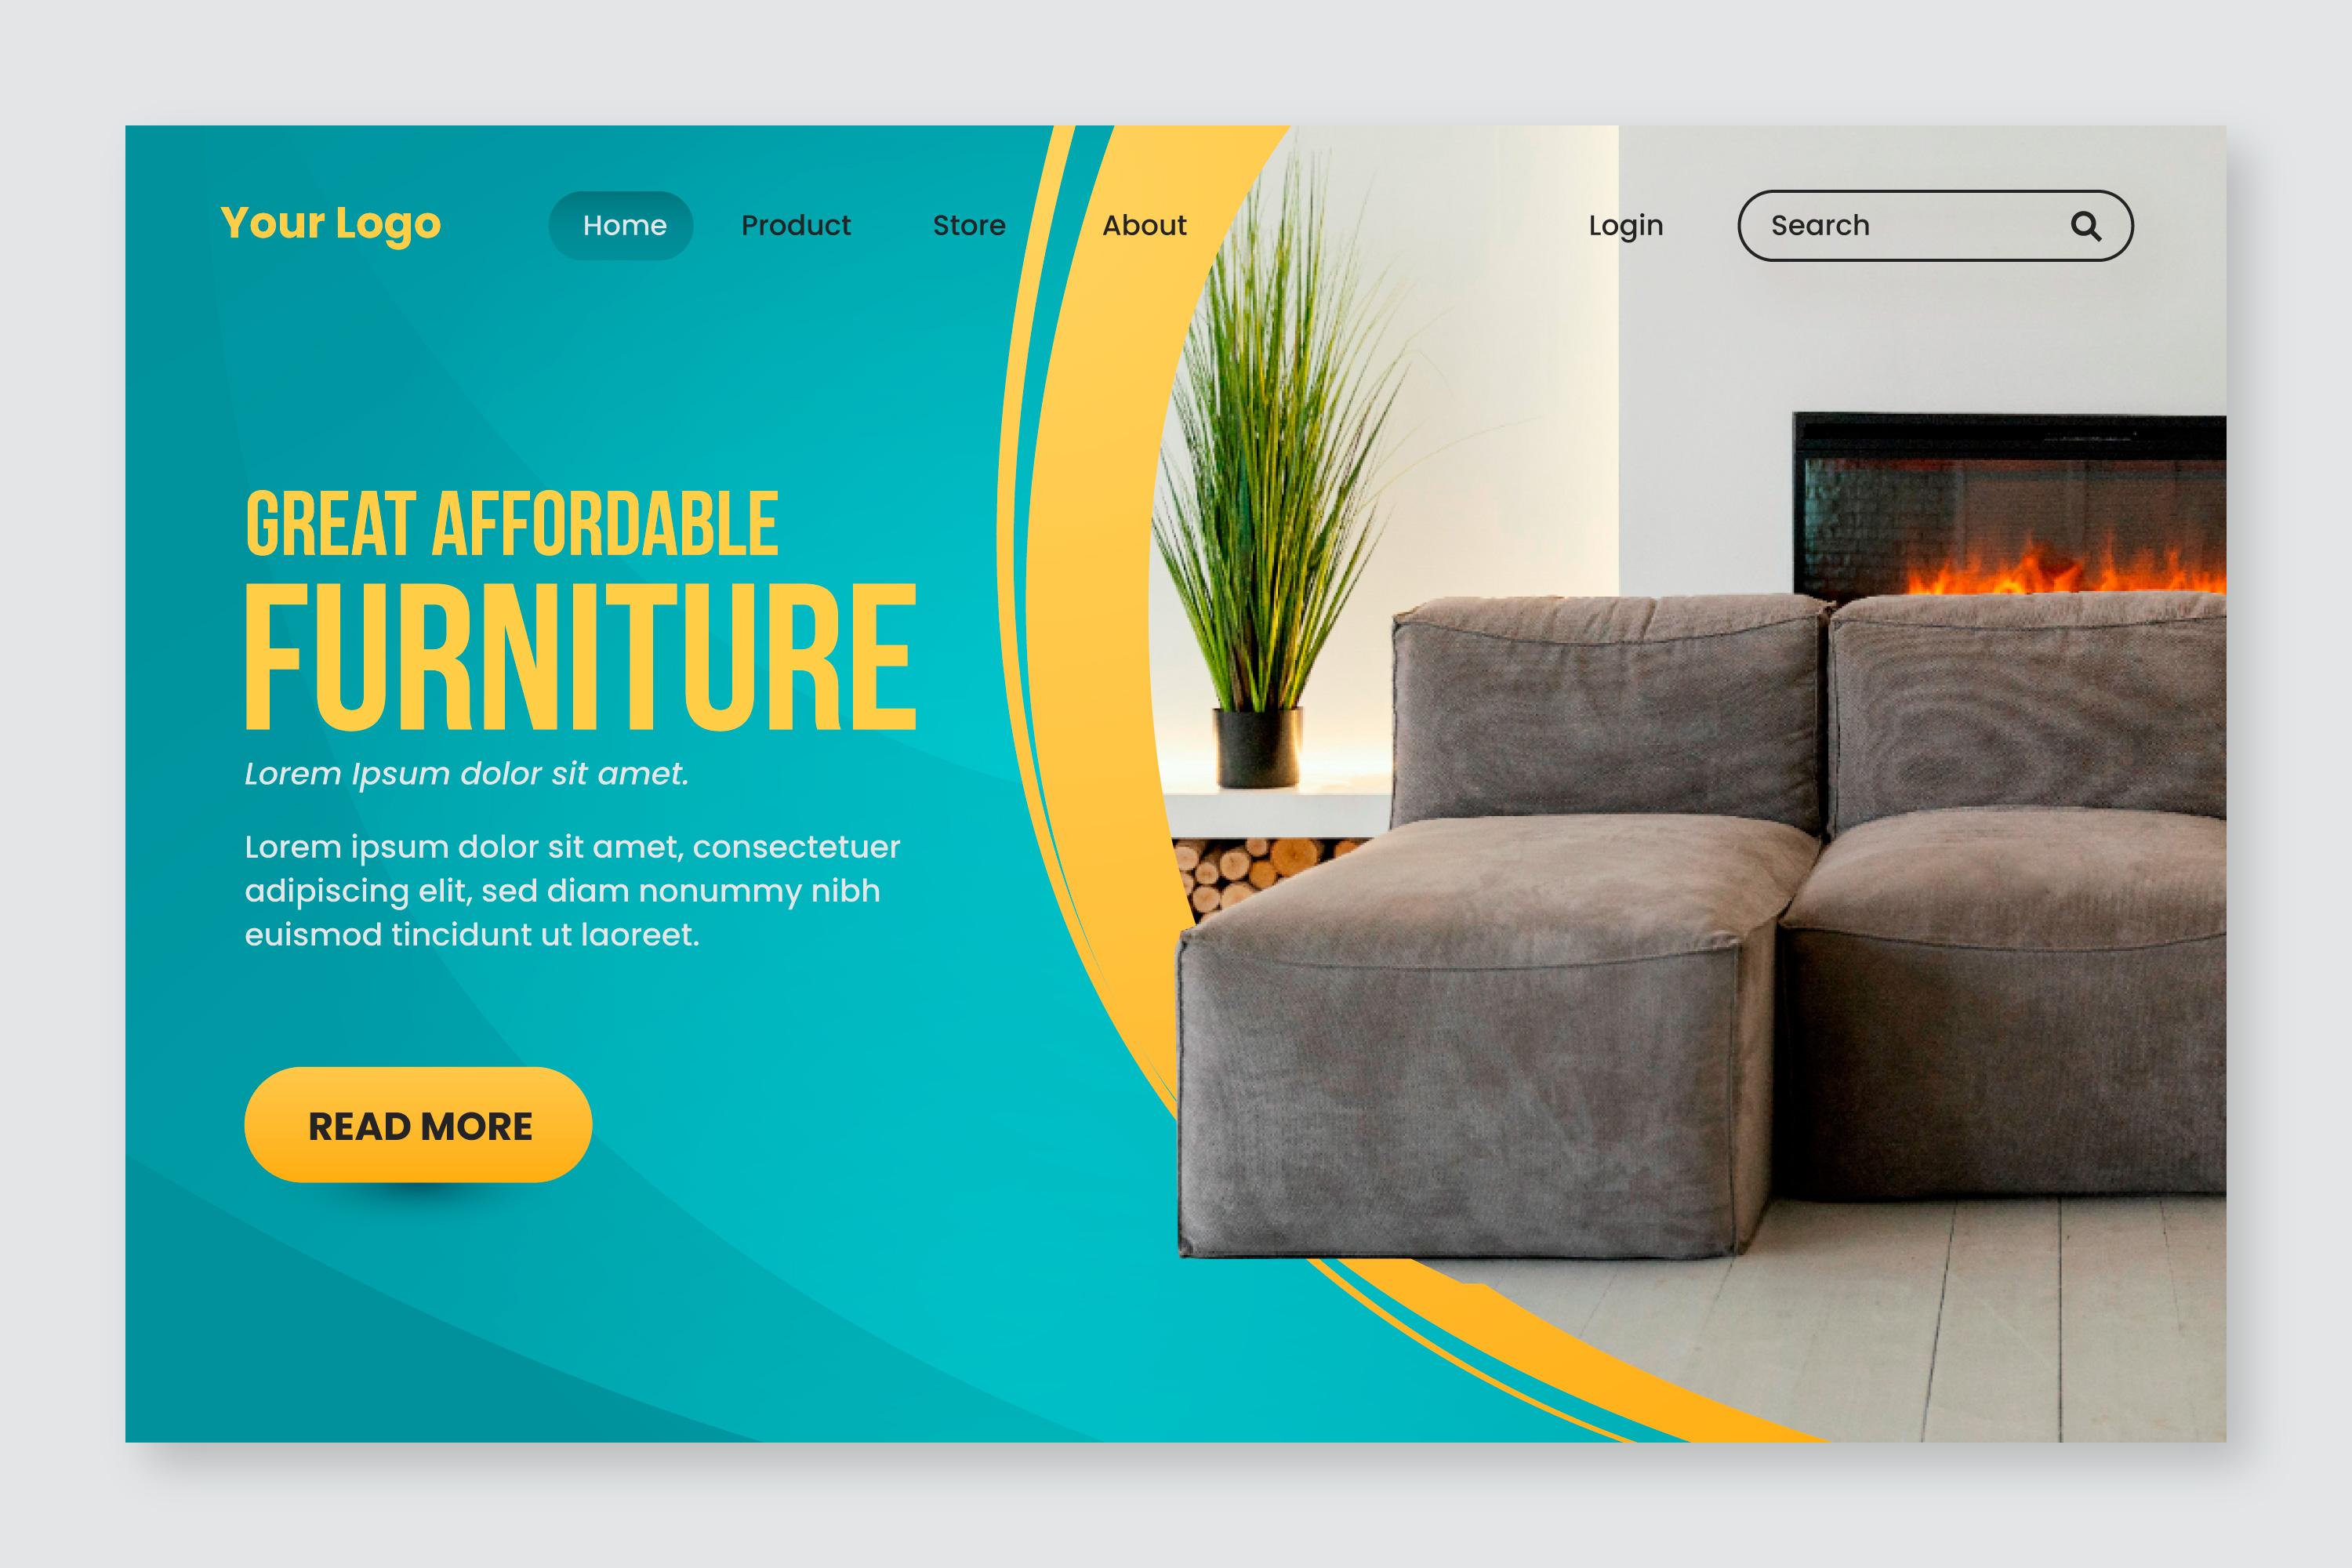 Your Logo
Home Product Store About Login Search
GREAT AFFORDABLE
FURNITURE
Lorem Ipsum dolor sit amet.
Lorem ipsum dolor sit amet, consectetuer
adipiscing elit, sed diam nonummy nibh
euismod tincidunt ut laoreet.
READ MORE